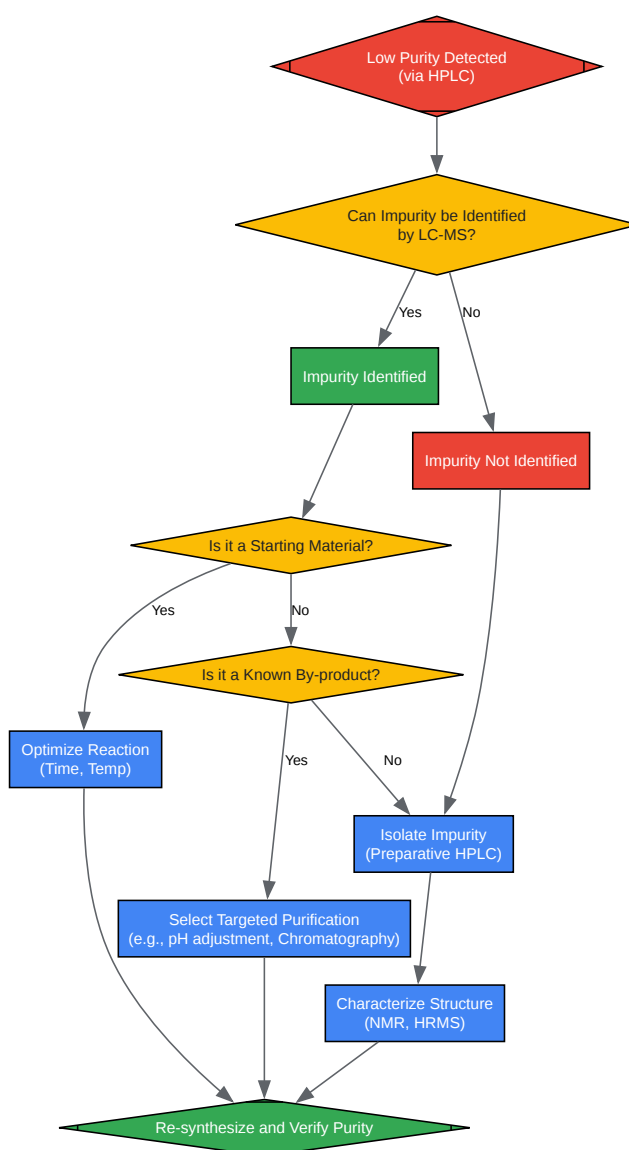 Low Purity Detected
(via HPLC)
Can Impurity be Identified
by LC-MS?
Yes
No
Impurity Identified
Impurity Not Identified
Is it a Starting Material?
Yes
No
Is it a Known By-product?
Optimize Reaction
(Time, Temp)
Yes
No
Isolate Impurity
(Preparative HPLC)
Select Targeted Purification
(e.g., pH adjustment, Chromatography)
Characterize Structure
(NMR, HRMS)
Re-synthesize and Verify Purity